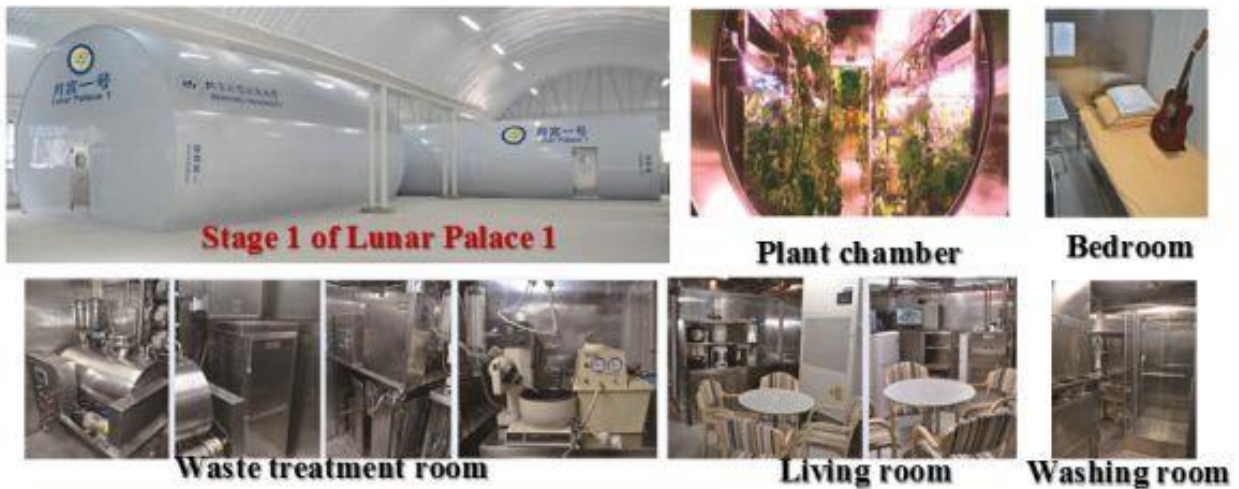 月宫一号
Lunar Palace 1
月宫一号
Lunar Palace 1
Stage 1 of Lunar Palace 1
Plant chamber
Bedroom
Waste treatment room
Living room
Washing room